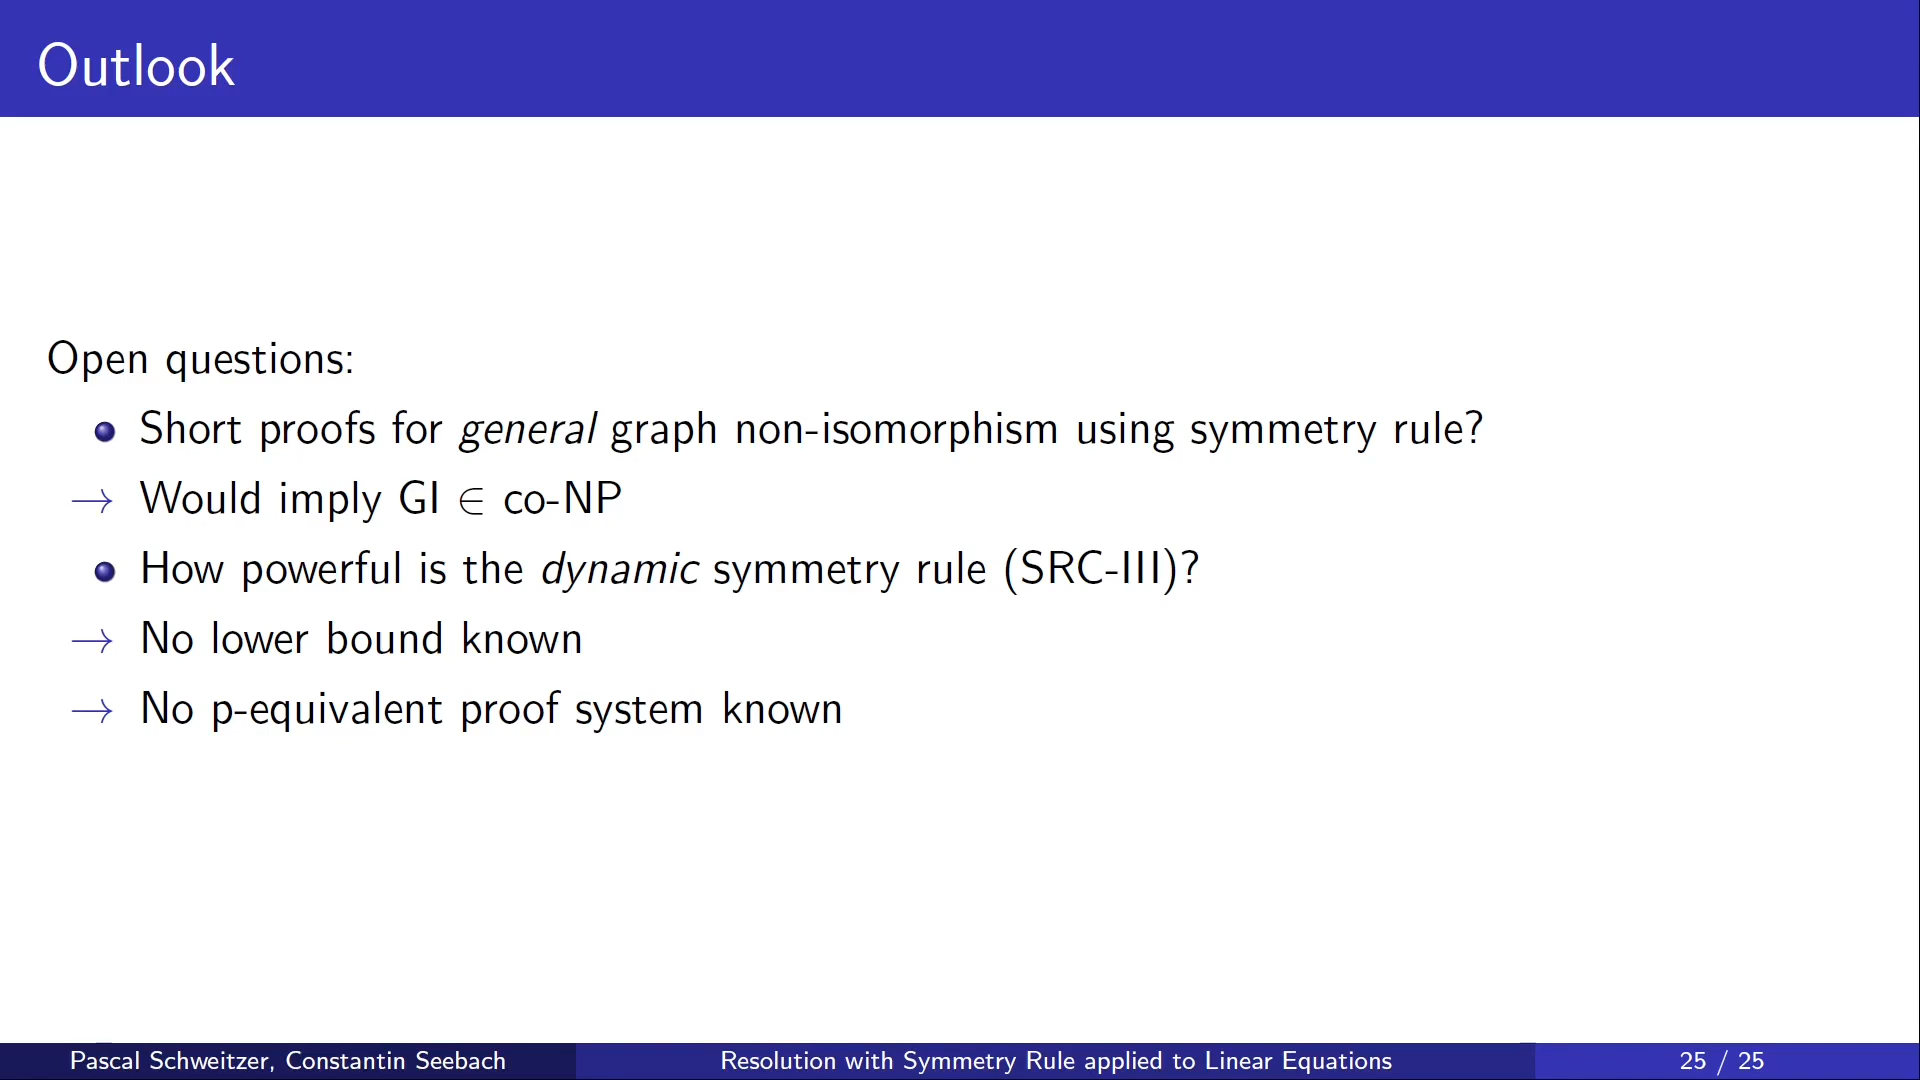 Outlook
Open questions:
• Short proofs for general graph non-isomorphism using symmetry rule?
→ Would imply GI ∈ co-NP
• How powerful is the dynamic symmetry rule (SRC-III)?
→ No lower bound known
→ No p-equivalent proof system known
Pascal Schweitzer, Constantin Seebach
Resolution with Symmetry Rule applied to Linear Equations
25 / 25